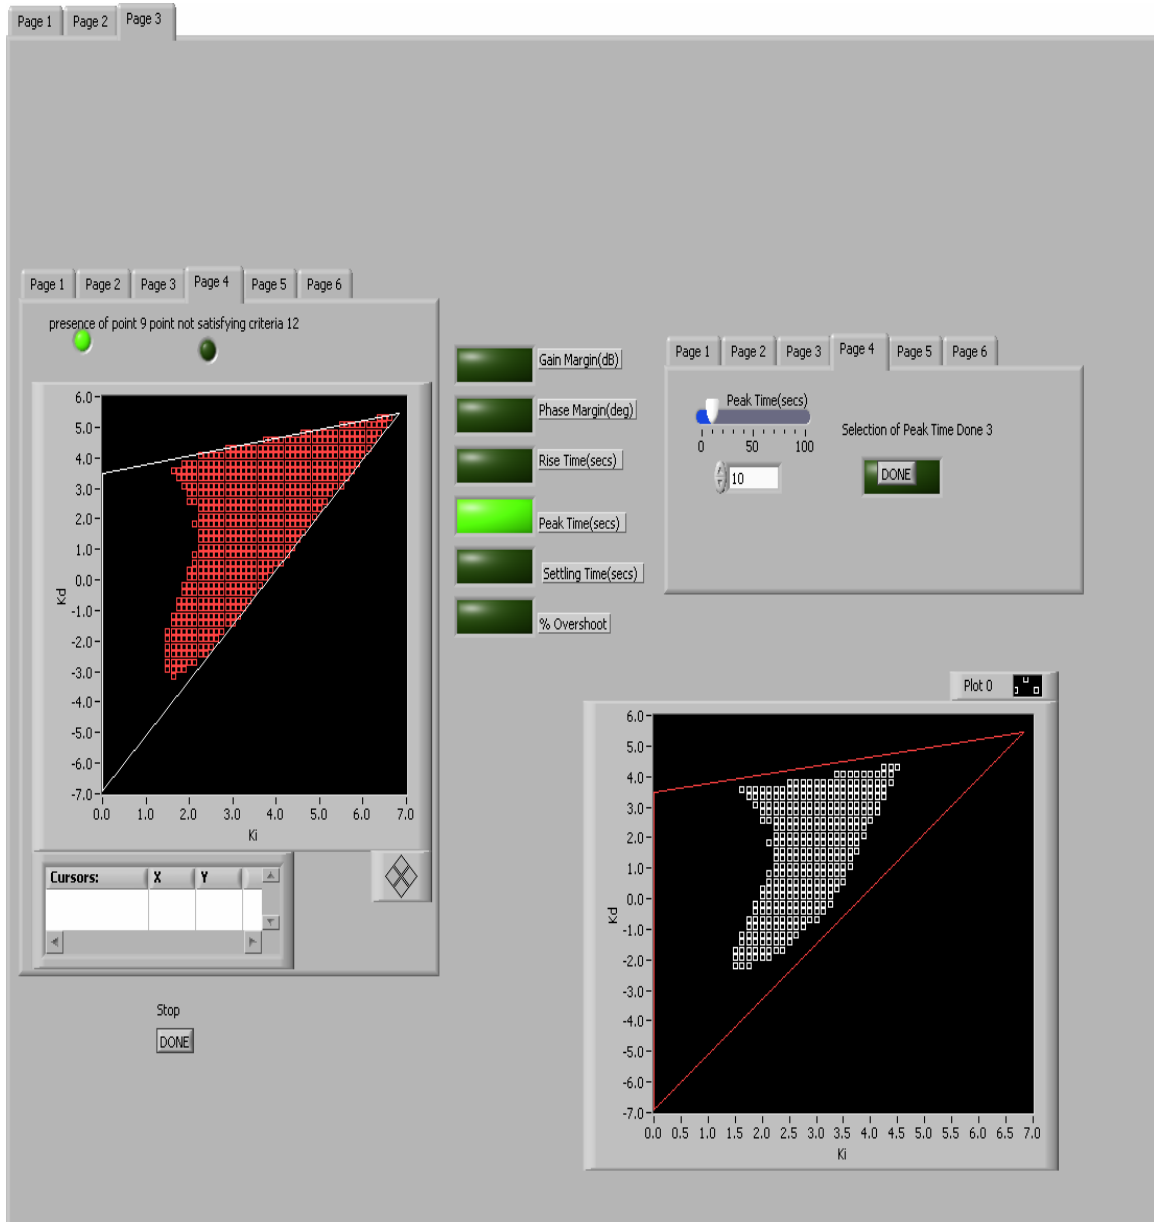 Page 1 Page 2 Page 3
Page 1 Page 2 Page 3 Page 4 Page 5 Page 6
presence of point 9 point not satisfying criteria 12
6.0
5.0
4.0
3.0
2.0
1.0
0.0
-1.0
-2.0
-3.0
-4.0
-5.0
-6.0
-7.0
Kd
0.0 1.0 2.0 3.0 4.0 5.0 6.0 7.0
Ki
Cursors: X Y
Stop
DONE
Gain Margin(dB)
Phase Margin(deg)
Rise Time(secs)
Peak Time(secs)
Settling Time(secs)
% Overshoot
Page 1 Page 2 Page 3 Page 4 Page 5 Page 6
Peak Time(secs)
0 50 100
10
Selection of Peak Time Done 3
DONE
Plot 0
6.0
5.0
4.0
3.0
2.0
1.0
0.0
-1.0
-2.0
-3.0
-4.0
-5.0
-6.0
-7.0
Kd
0.0 0.5 1.0 1.5 2.0 2.5 3.0 3.5 4.0 4.5 5.0 5.5 6.0 6.5 7.0
Ki